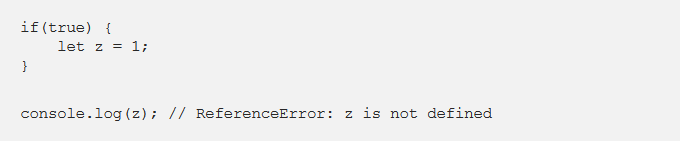 if(true) {
    let z = 1;
}
console.log(z); // ReferenceError: z is not defined